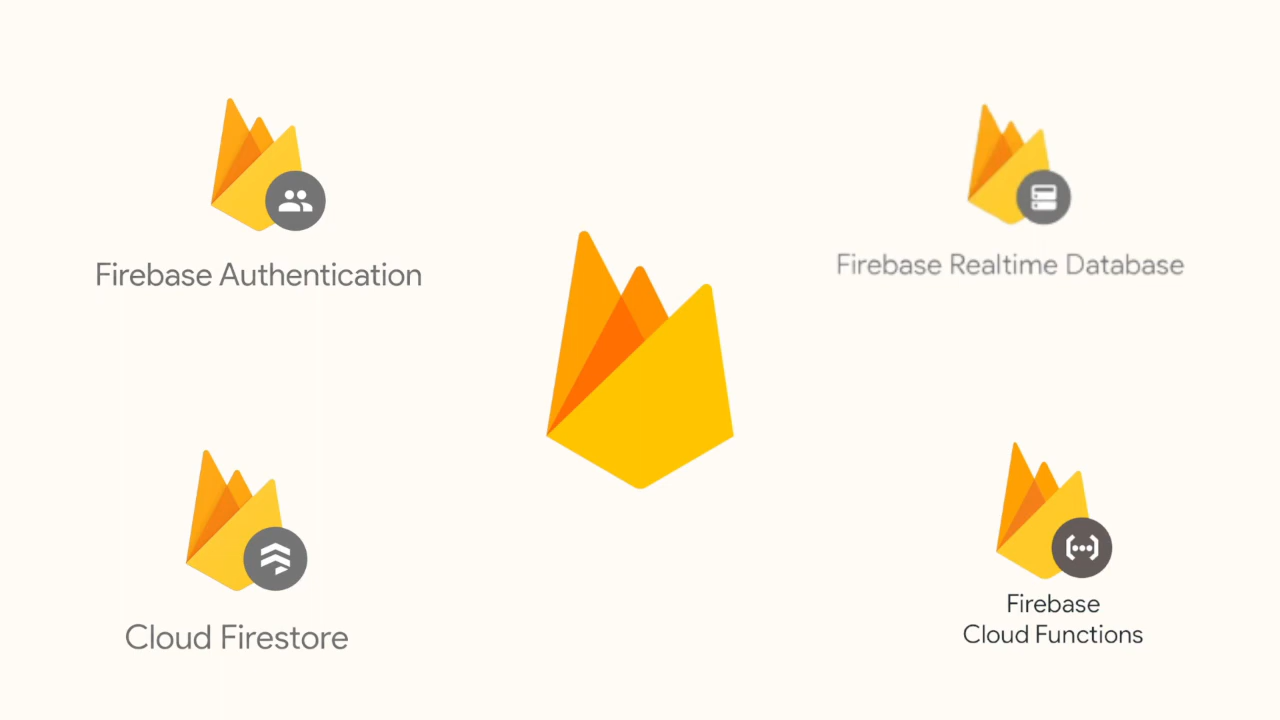 Firebase Authentication
Firebase Realtime Database
Cloud Firestore
Firebase
Cloud Functions